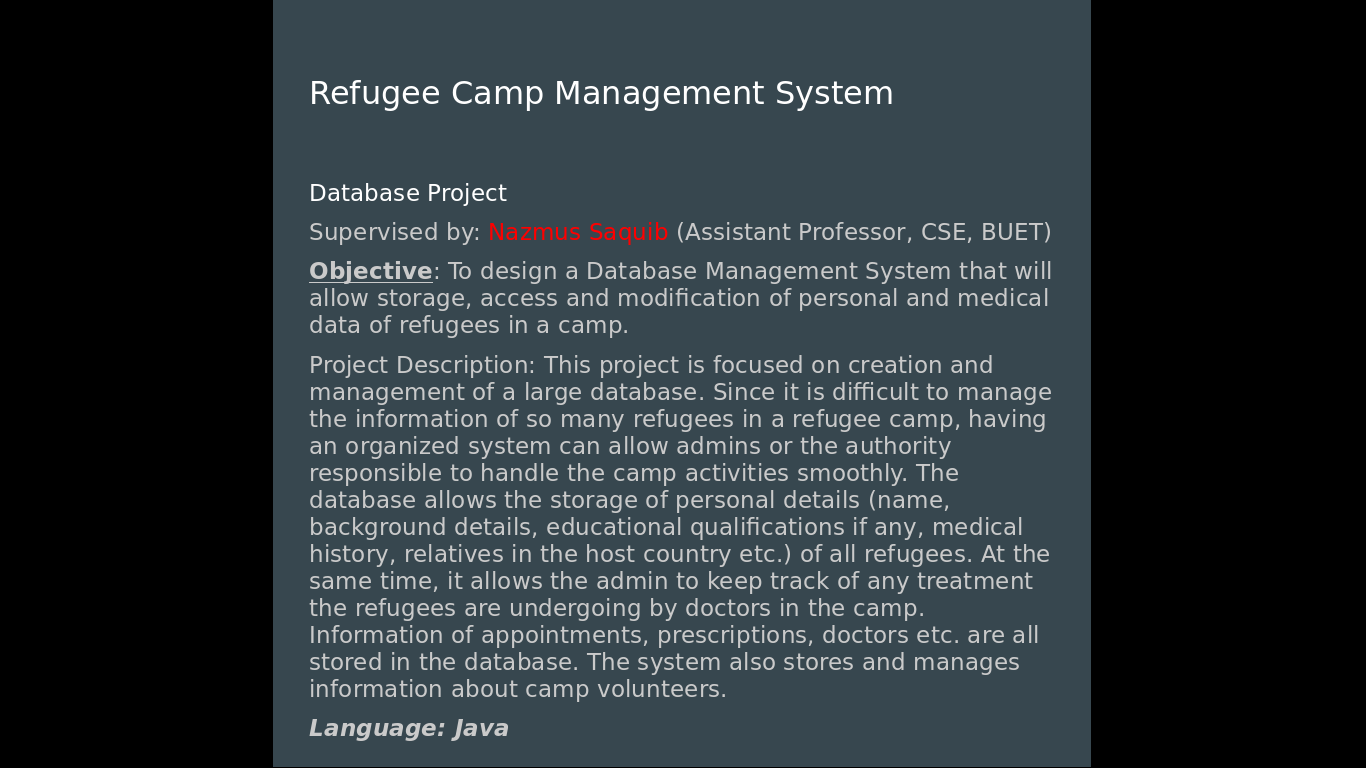 Refugee Camp Management System
Database Project
Supervised by: Nazmus Saquib (Assistant Professor, CSE, BUET)
Objective: To design a Database Management System that will
allow storage, access and modification of personal and medical
data of refugees in a camp.
Project Description: This project is focused on creation and
management of a large database. Since it is difficult to manage
the information of so many refugees in a refugee camp, having
an organized system can allow admins or the authority
responsible to handle the camp activities smoothly. The
database allows the storage of personal details (name,
background details, educational qualifications if any, medical
history, relatives in the host country etc.) of all refugees. At the
same time, it allows the admin to keep track of any treatment
the refugees are undergoing by doctors in the camp.
Information of appointments, prescriptions, doctors etc. are all
stored in the database. The system also stores and manages
information about camp volunteers.
Language: Java